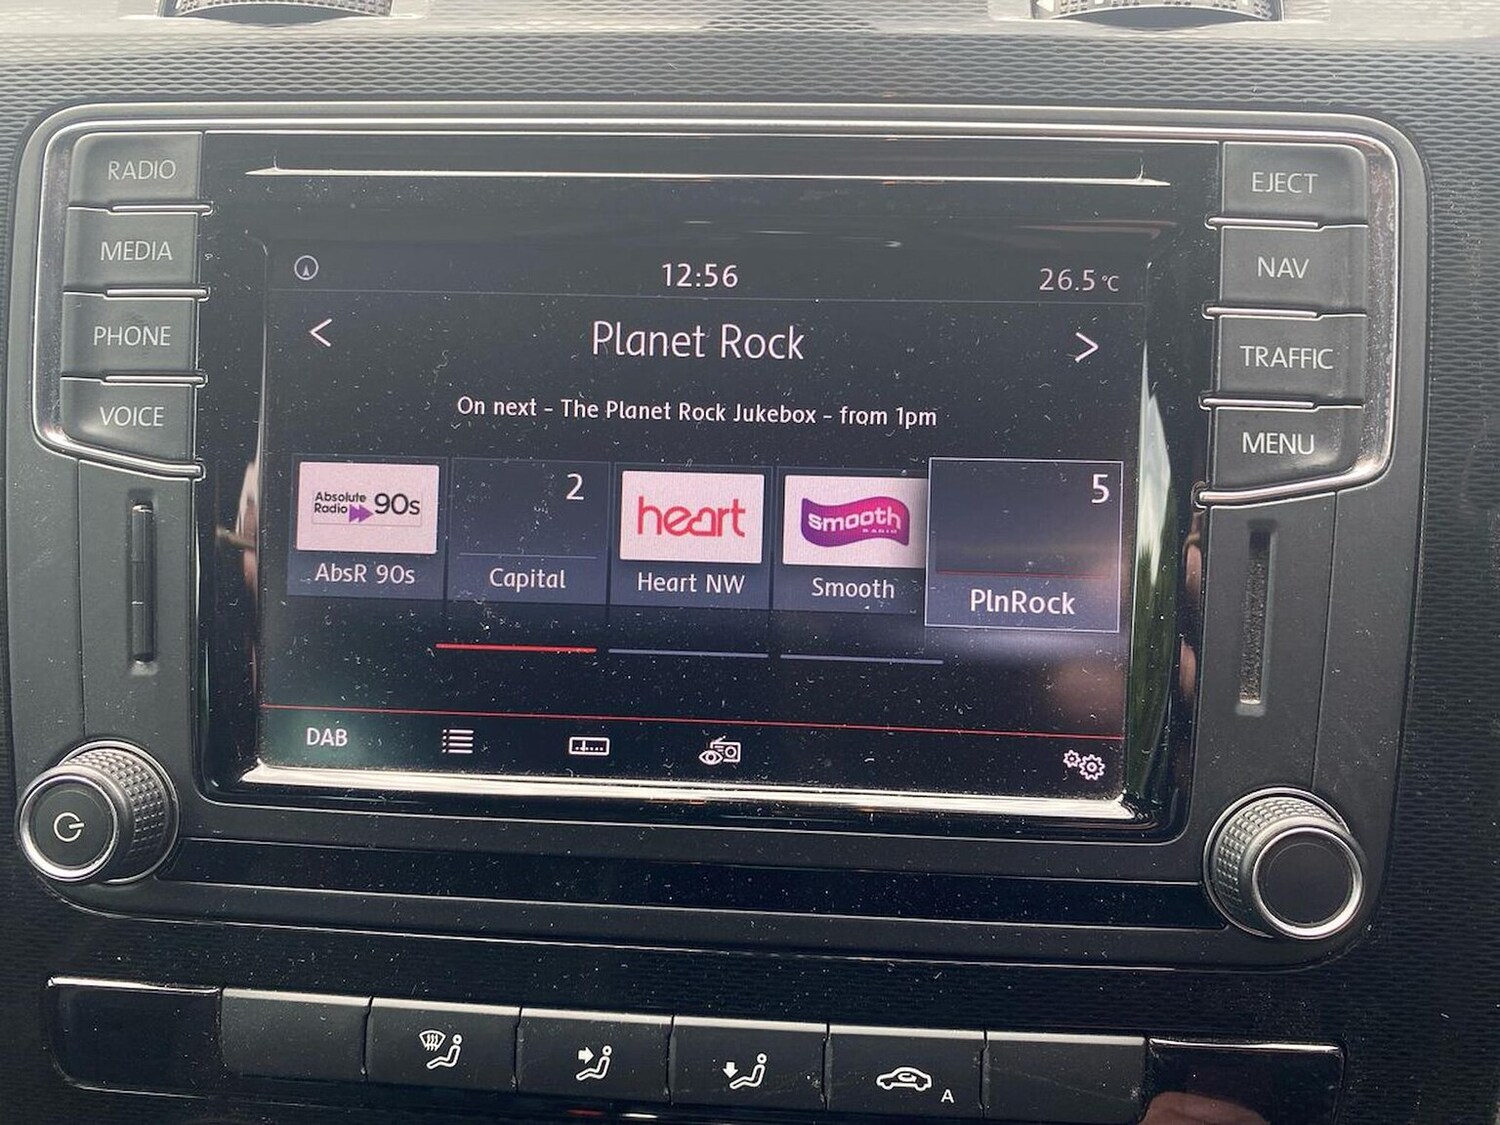 RADIO
MEDIA
PHONE
VOICE
EJECT
NAV
TRAFFIC
MENU
12:56
26.5 °C
< Planet Rock >
On next - The Planet Rock Jukebox - from 1pm
Absolute
Radio 90s
2
heart
smooth
RADIO
5
AbsR 90s
Capital
Heart NW
Smooth
PlnRock
DAB
A